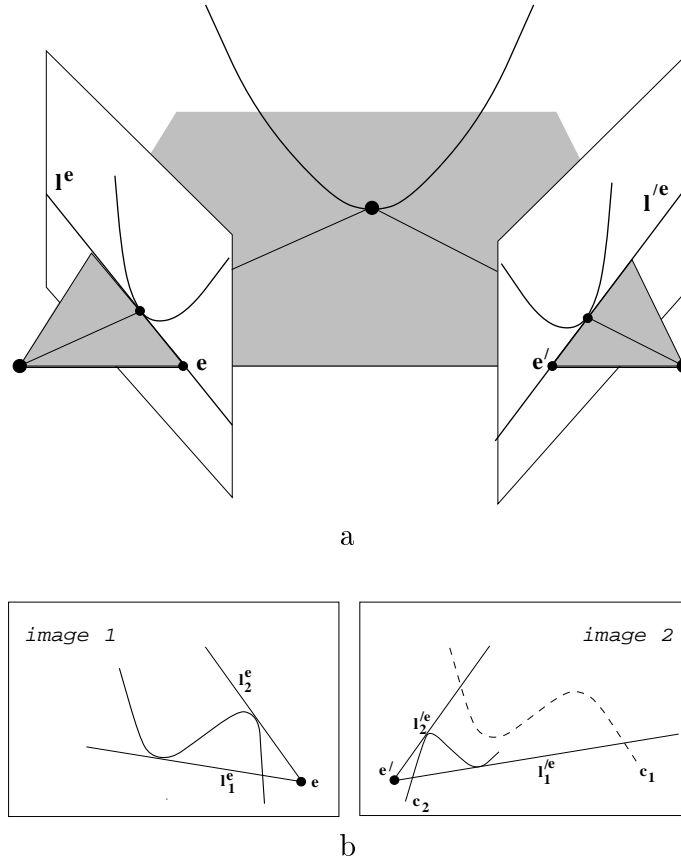 l^e
l^{/e}
e
e^/
a
image 1
l_2^e
l_1^e
e
image 2
l_2^{/e}
e^/
l_1^{/e}
c_1
c_2
b